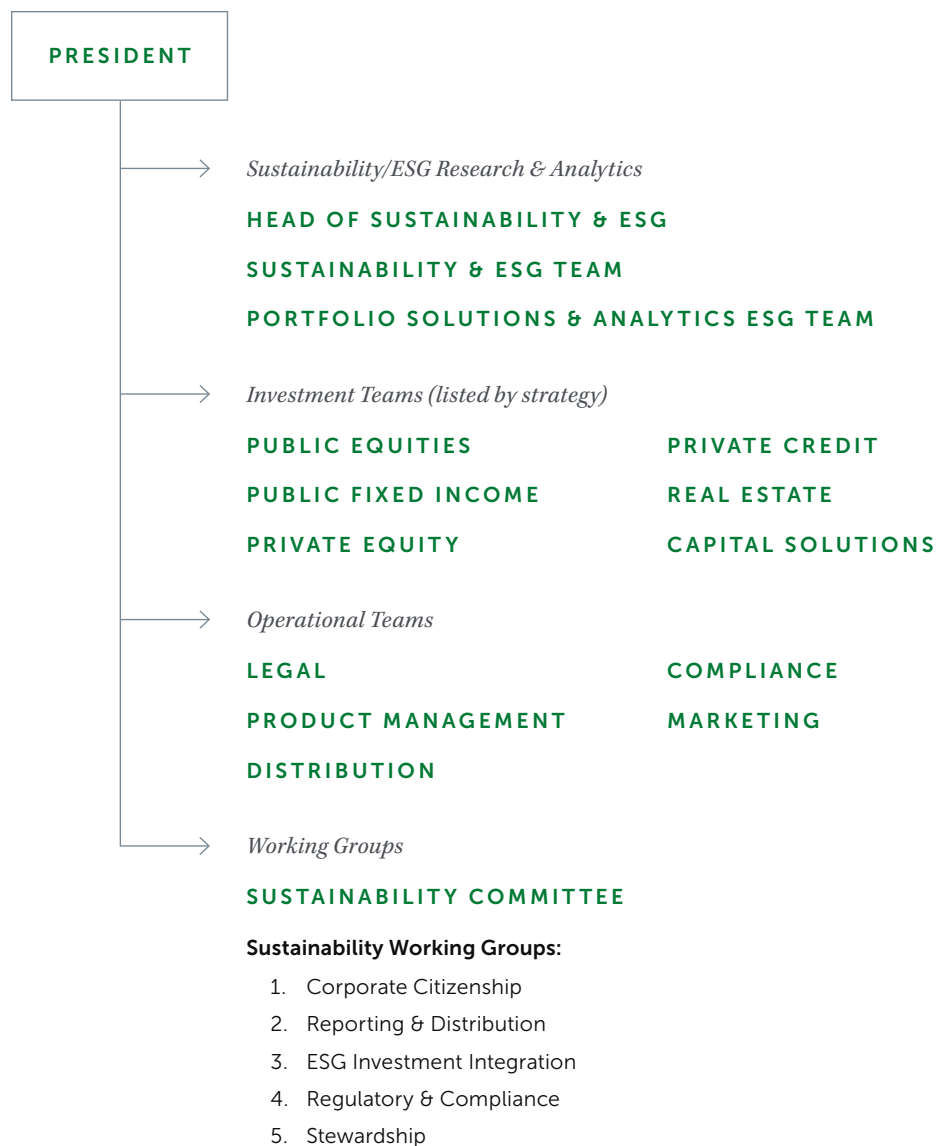 PRESIDENT
Sustainability/ESG Research & Analytics
HEAD OF SUSTAINABILITY & ESG
SUSTAINABILITY & ESG TEAM
PORTFOLIO SOLUTIONS & ANALYTICS ESG TEAM
Investment Teams (listed by strategy)
PUBLIC EQUITIES
PUBLIC FIXED INCOME
PRIVATE EQUITY
PRIVATE CREDIT
REAL ESTATE
CAPITAL SOLUTIONS
Operational Teams
LEGAL
PRODUCT MANAGEMENT
DISTRIBUTION
COMPLIANCE
MARKETING
Working Groups
SUSTAINABILITY COMMITTEE
Sustainability Working Groups:
1. Corporate Citizenship
2. Reporting & Distribution
3. ESG Investment Integration
4. Regulatory & Compliance
5. Stewardship